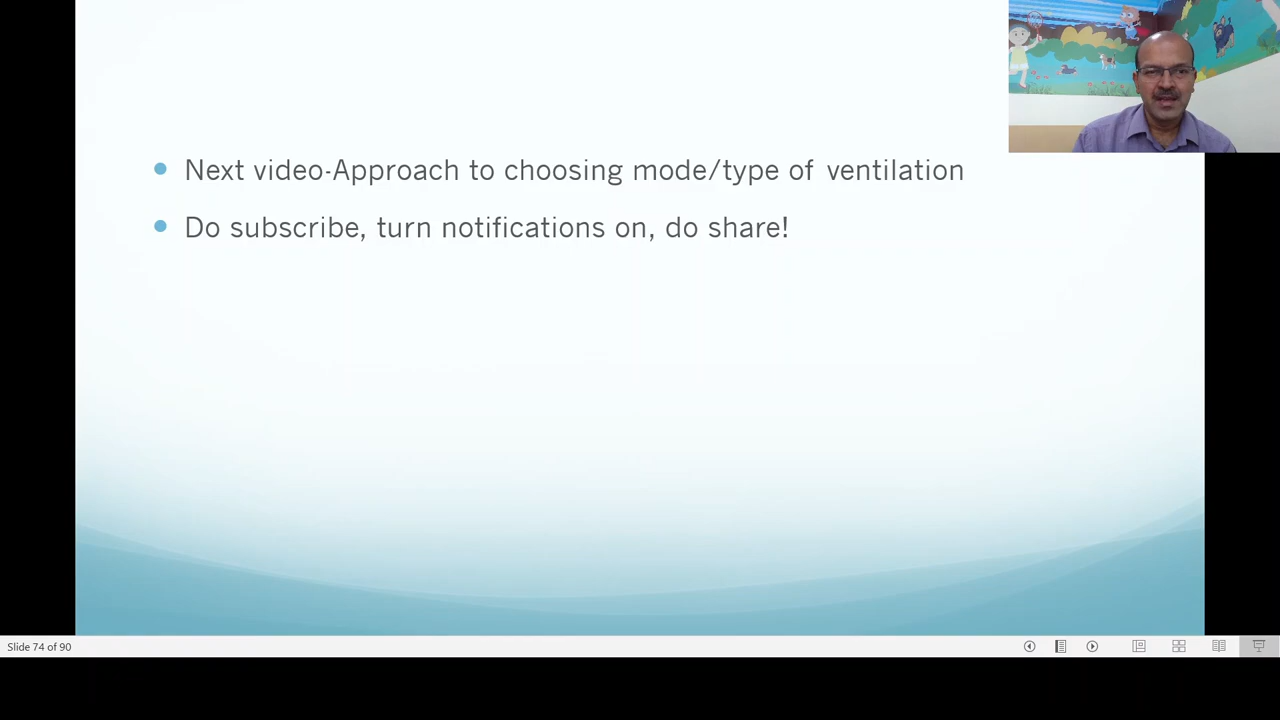 Next video-Approach to choosing mode/type of ventilation
Do subscribe, turn notifications on, do share!
Slide 74 of 90